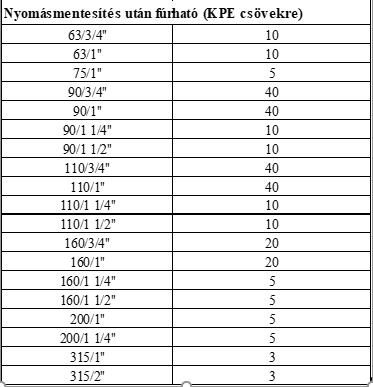 Nyomásmentesítés után fúrható (KPE csövekre)
63/3/4" 10
63/1" 10
75/1" 5
90/3/4" 40
90/1" 40
90/1 1/4" 10
90/1 1/2" 10
110/3/4" 40
110/1" 40
110/1 1/4" 10
110/1 1/2" 10
160/3/4" 20
160/1" 20
160/1 1/4" 5
160/1 1/2" 5
200/1" 5
200/1 1/4" 5
315/1" 3
315/2" 3